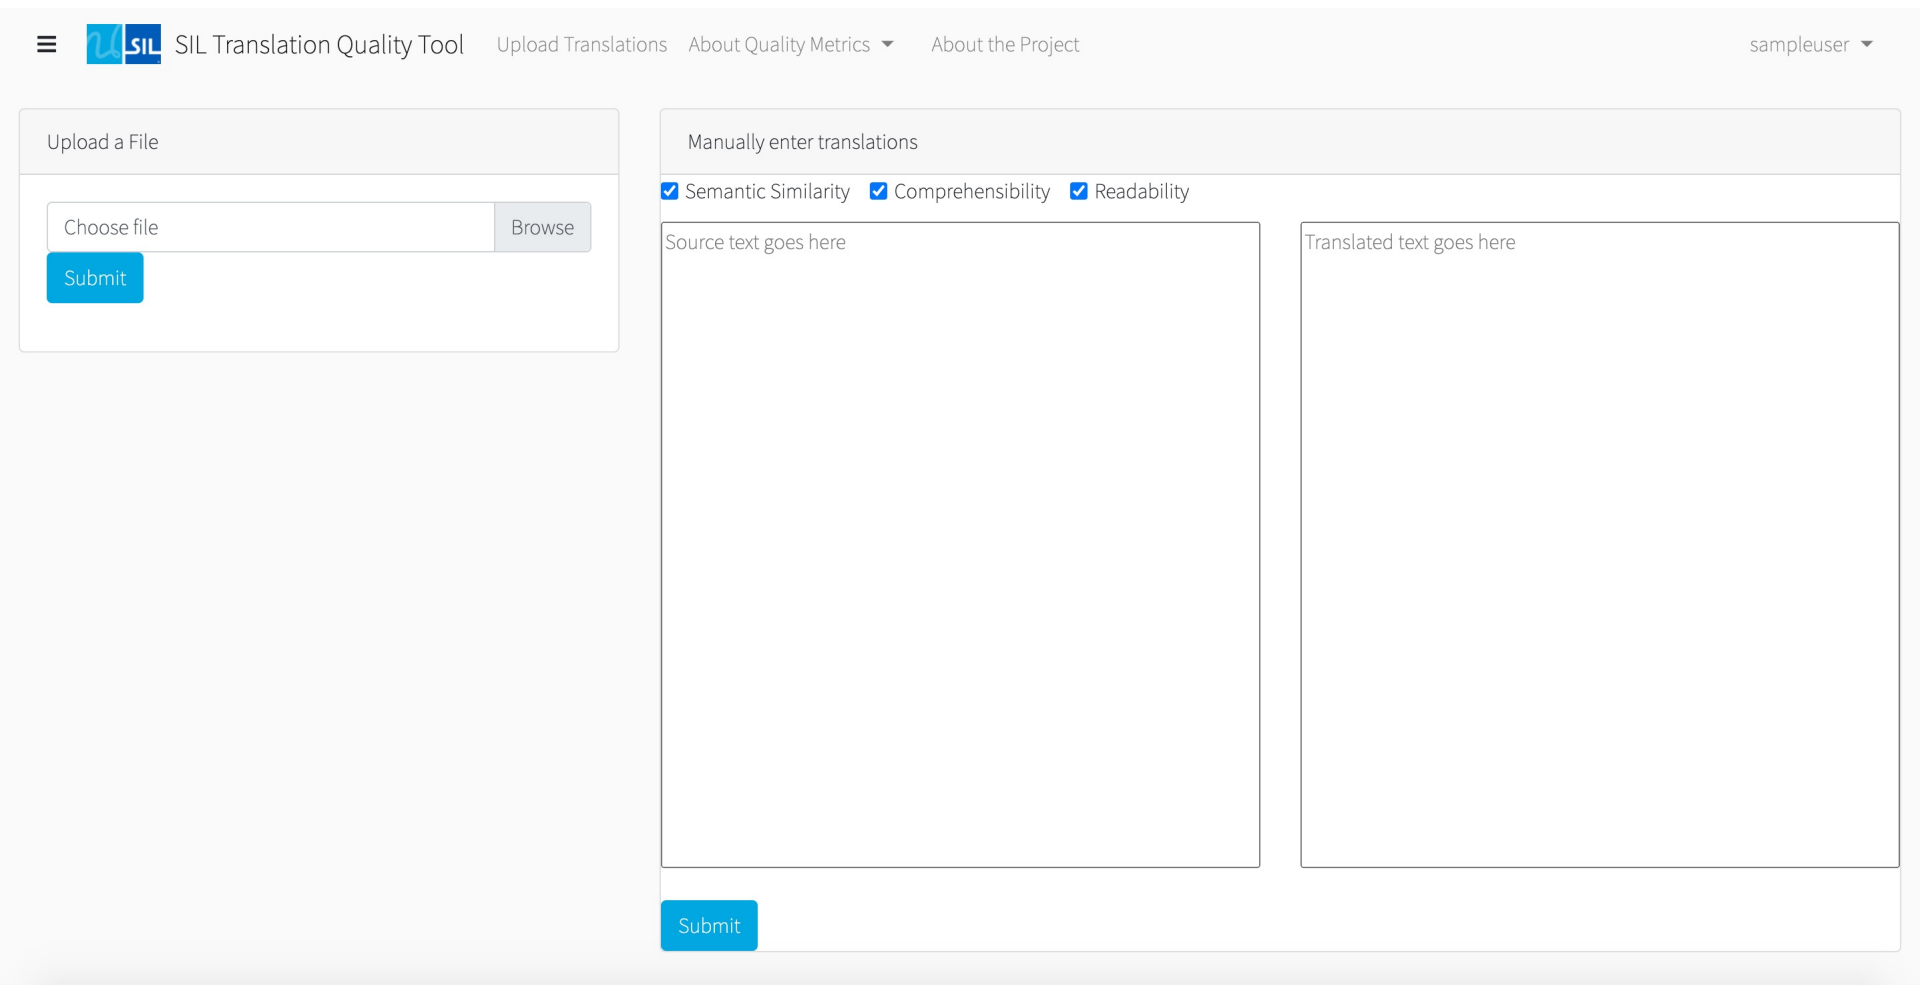 SIL SIL Translation Quality Tool Upload Translations About Quality Metrics About the Project sampleuser
Upload a File
Choose file Browse
Submit
Manually enter translations
Semantic Similarity Comprehensibility Readability
Source text goes here
Translated text goes here
Submit